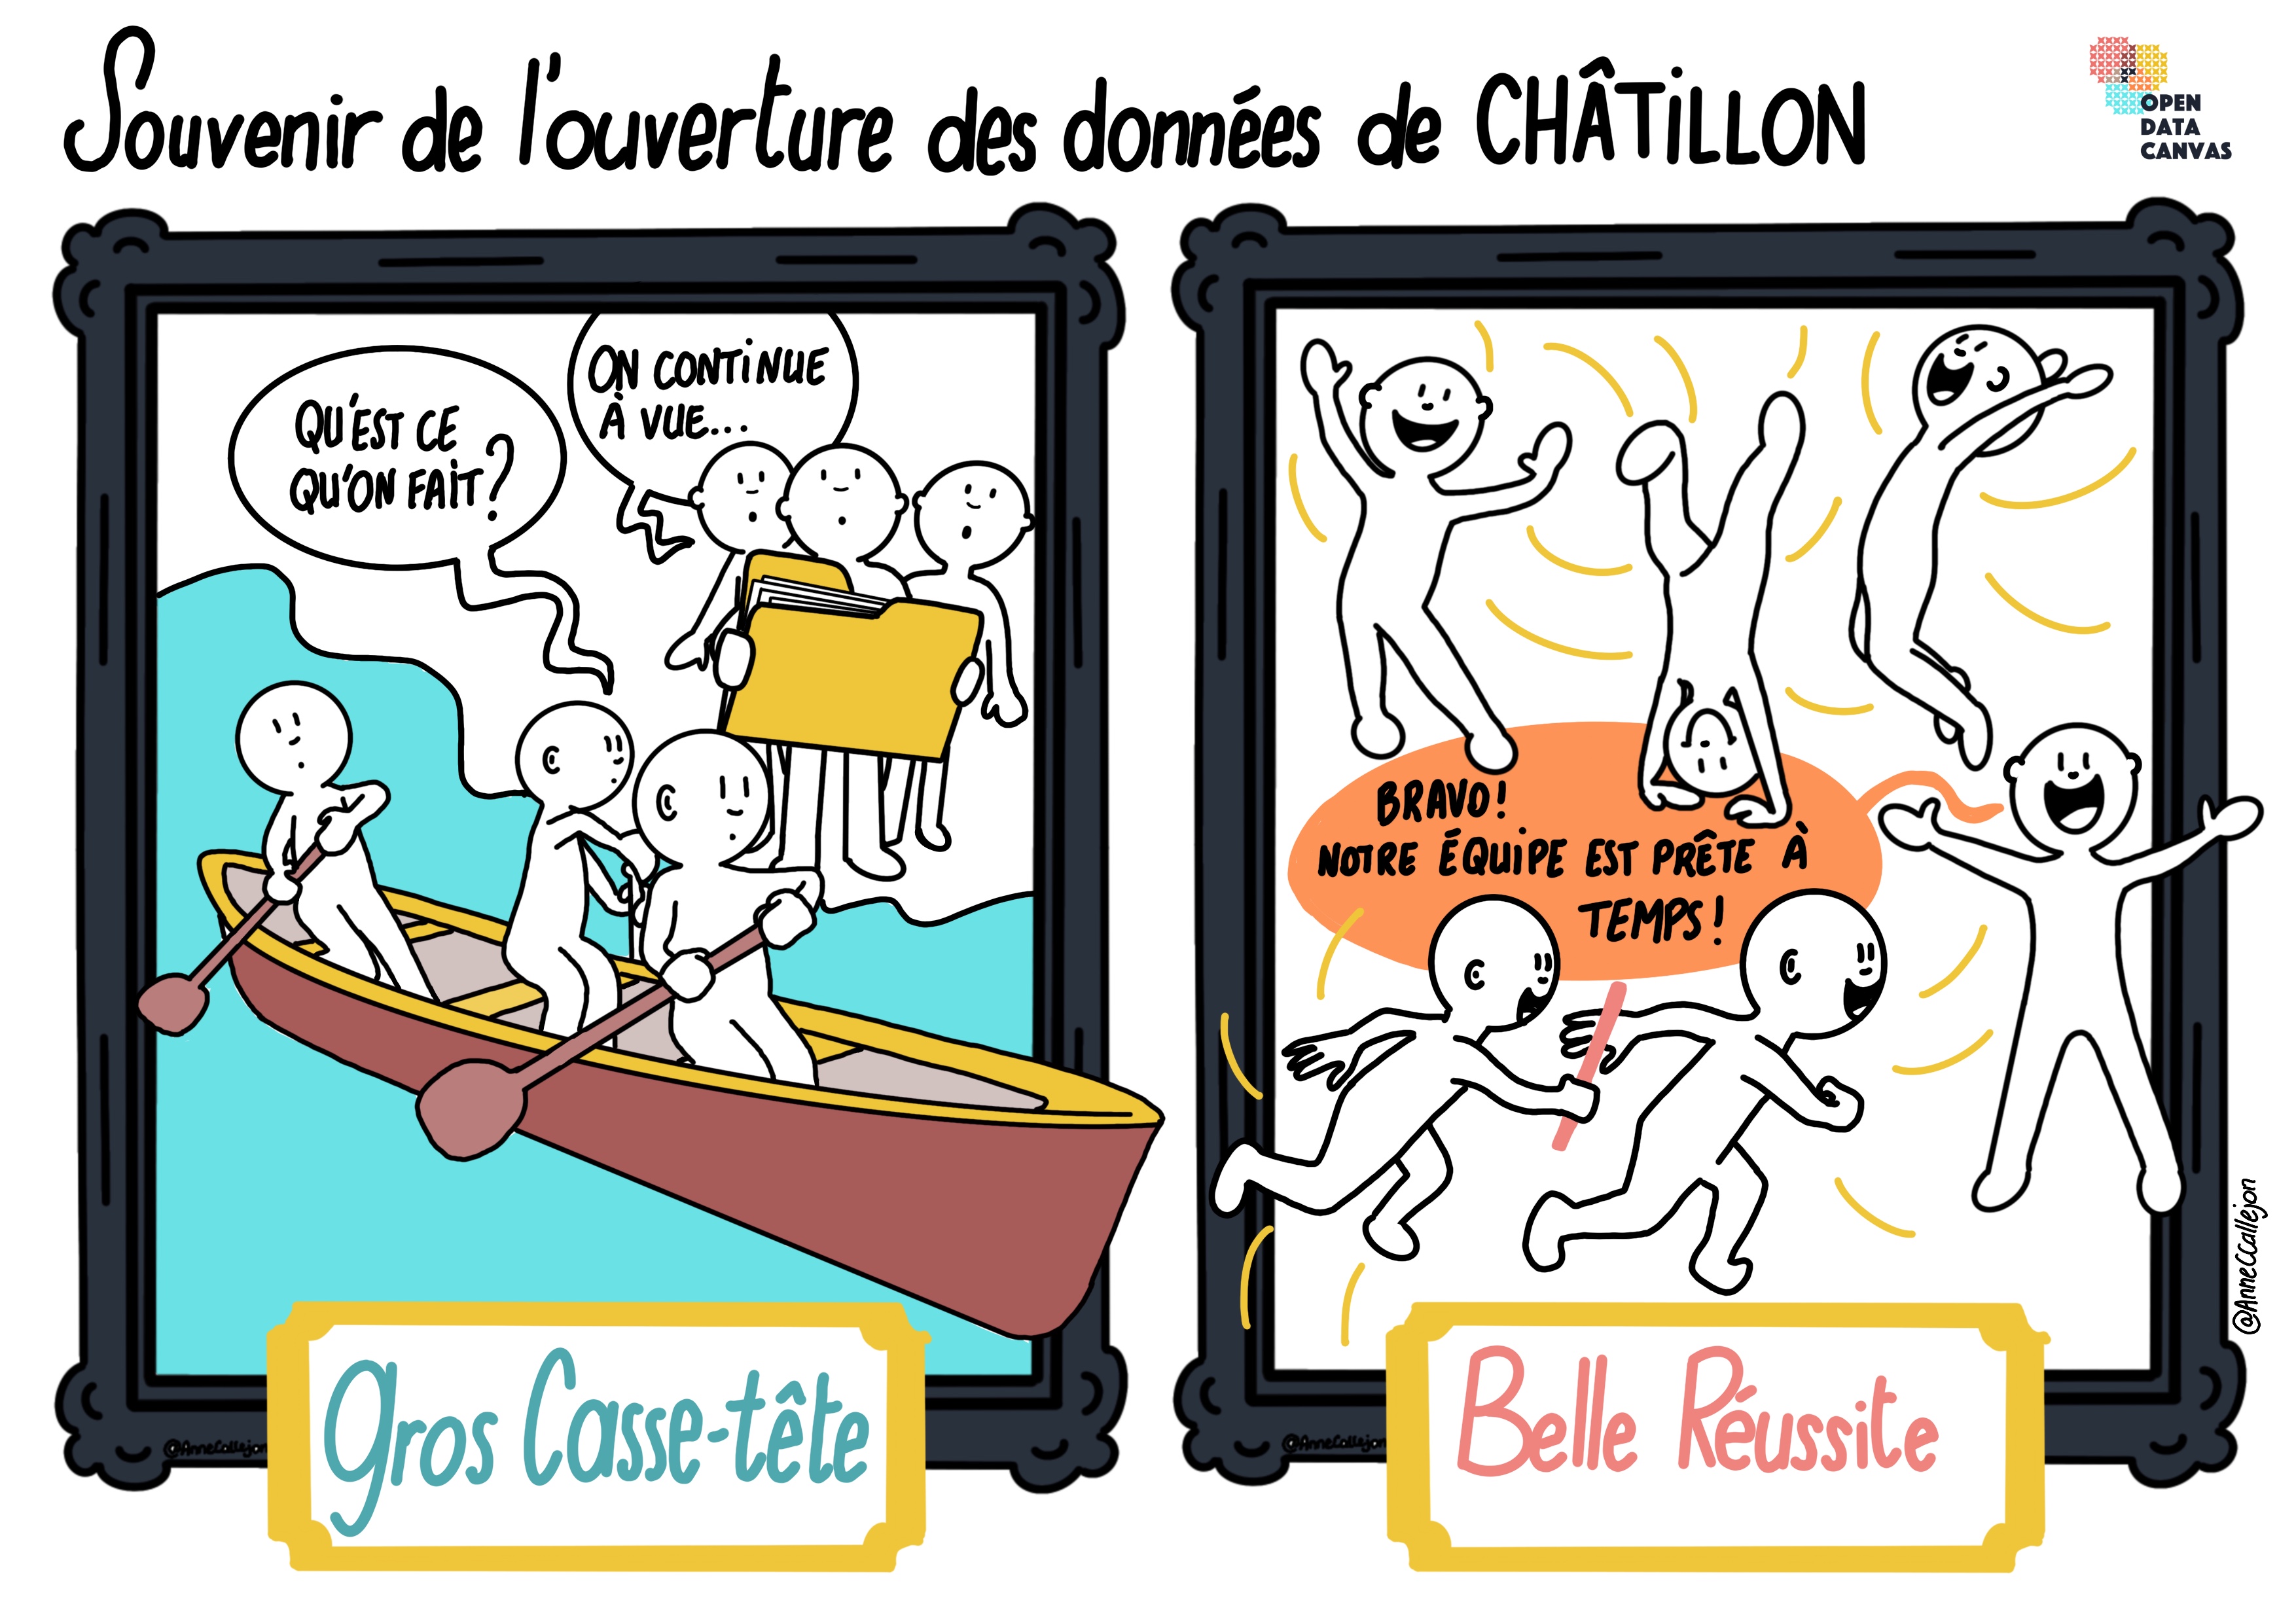 Souvenir de l'ouverture des données de CHÂTILLON
OPEN
DATA
CANVAS
QU'EST CE
QU'ON FAIT?
ON CONTINUE
À VUE...
BRAVO!
NOTRE ÉQUIPE EST PRÊTE À
TEMPS!
@AnneCCallejon
Gros Casse-tête
@AnneCallejon
Belle Réussite
@AnneCallejon